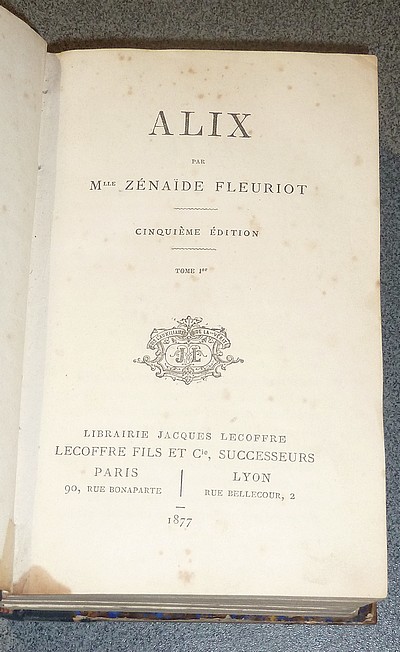 ALIX
PAR
Mlle ZÉNAÏDE FLEURIOT
CINQUIÈME ÉDITION
TOME Ier
LIBRAIRIE JACQUES LECOFFRE
LECOFFRE FILS ET Cie, SUCCESSEURS
PARIS
90, RUE BONAPARTE
LYON
RUE BELLECOUR, 2
1877